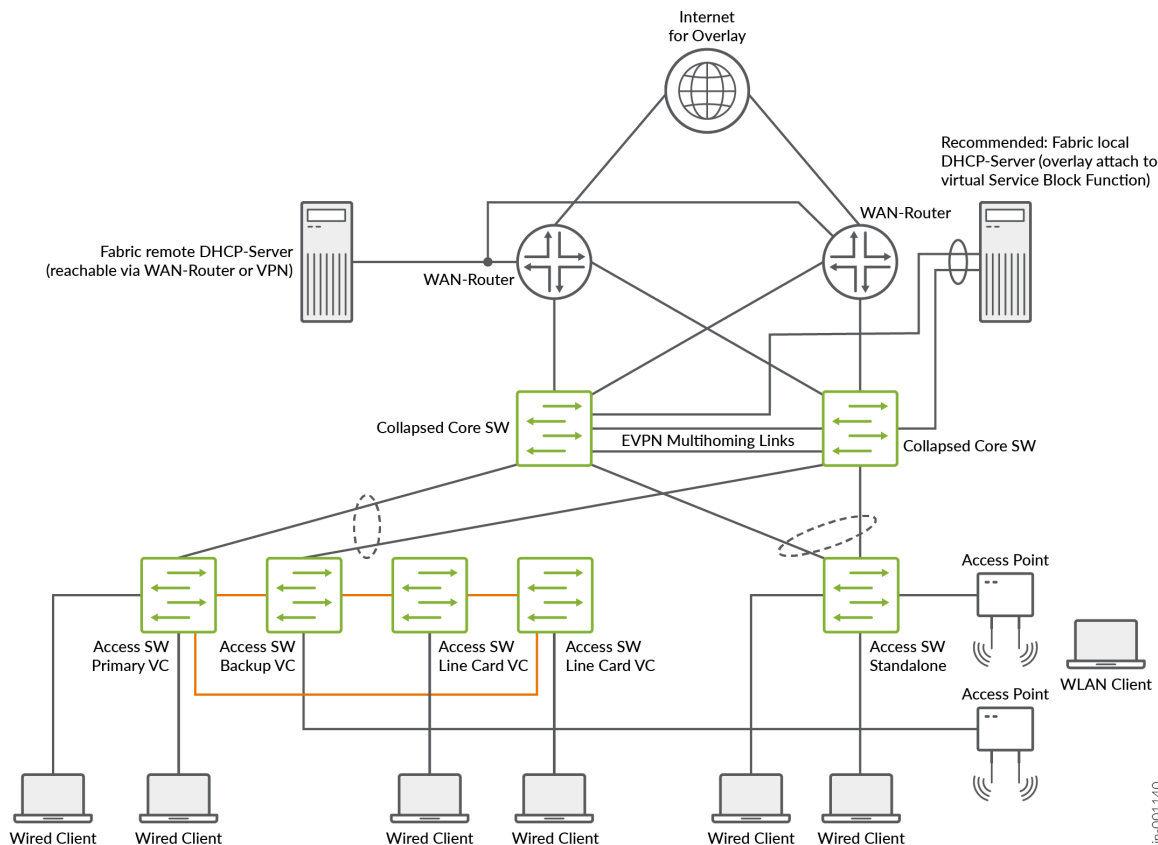 Internet
for Overlay
Recommended: Fabric local
DHCP-Server (overlay attach to
virtual Service Block Function)
WAN-Router
Fabric remote DHCP-Server
(reachable via WAN-Router or VPN)
WAN-Router
Collapsed Core SW
EVPN Multihoming Links
Collapsed Core SW
Access Point
Access SW
Primary VC
Access SW
Backup VC
Access SW
Line Card VC
Access SW
Line Card VC
Access SW
Standalone
WLAN Client
Access Point
Wired Client
Wired Client
Wired Client
Wired Client
Wired Client
Wired Client
jn-001140